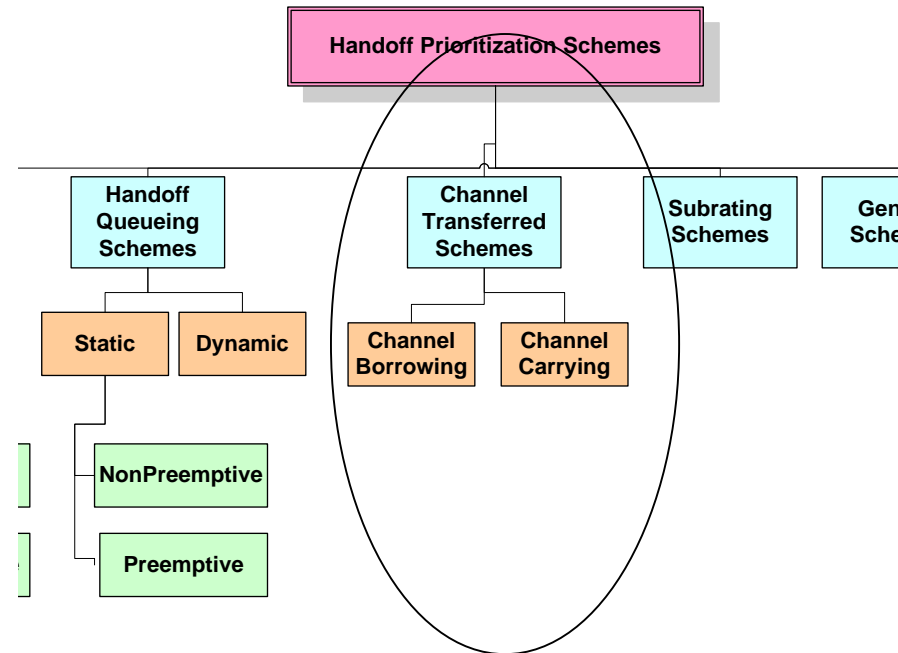 Handoff Prioritization Schemes
Handoff
Queueing
Schemes
Channel
Transferred
Schemes
Subrating
Schemes
Static
Dynamic
Channel
Borrowing
Channel
Carrying
NonPreemptive
Preemptive